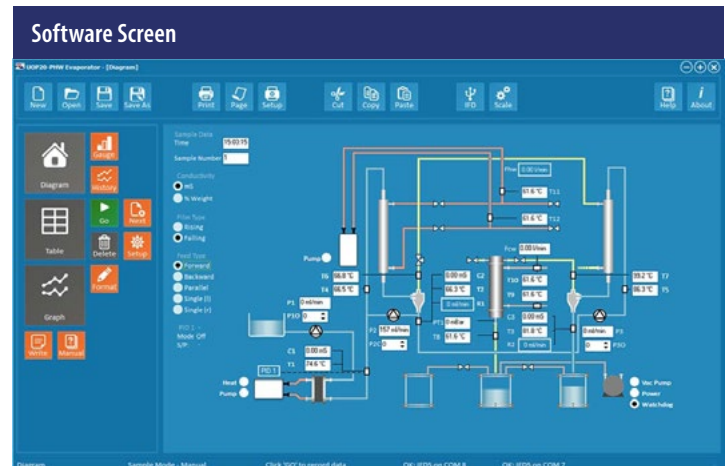 Software Screen
UOP20-PHW Evaporator - [Diagram]
New Open Save Save As Print Page Setup Cut Copy Paste IFD Scale Help About
Diagram
Gauge
History
Table
Go
Next
Delete
Setup
Graph
Format
Write
Manual
Sample Data
Time 15:03:15
Sample Number 1
Conductivity
mS
% Weight
Film Type
Rising
Falling
Feed Type
Forward
Backward
Parallel
Single (l)
Single (r)
PID 1 -
Mode Off
S/P: -
Fhw 0.00 l/min
61.6 °C T11
61.6 °C T12
Pump
Fcw 0.00 l/min
T6 66.8 °C
T4 66.5 °C
0.00 mS C2
66.3 °C T2
0 ml/min R1
T10 61.6 °C
T9 61.6 °C
99.2 °C T7
86.3 °C T5
P1 0 ml/min
P1O 0
P2 157 ml/min
P2O 0
PT1 0 mBar
T8 61.6 °C
C3 0.00 mS
T3 81.8 °C
R2 0 ml/min
0 ml/min P3
0 P3O
C1 0.00 mS
T1 74.6 °C
PID 1
Heat
Pump
Vac Pump
Power
Watchdog
Diagram Sample Mode - Manual Click 'GO' to record data OK: IFD5 on COM 8 OK: IFD5 on COM 7